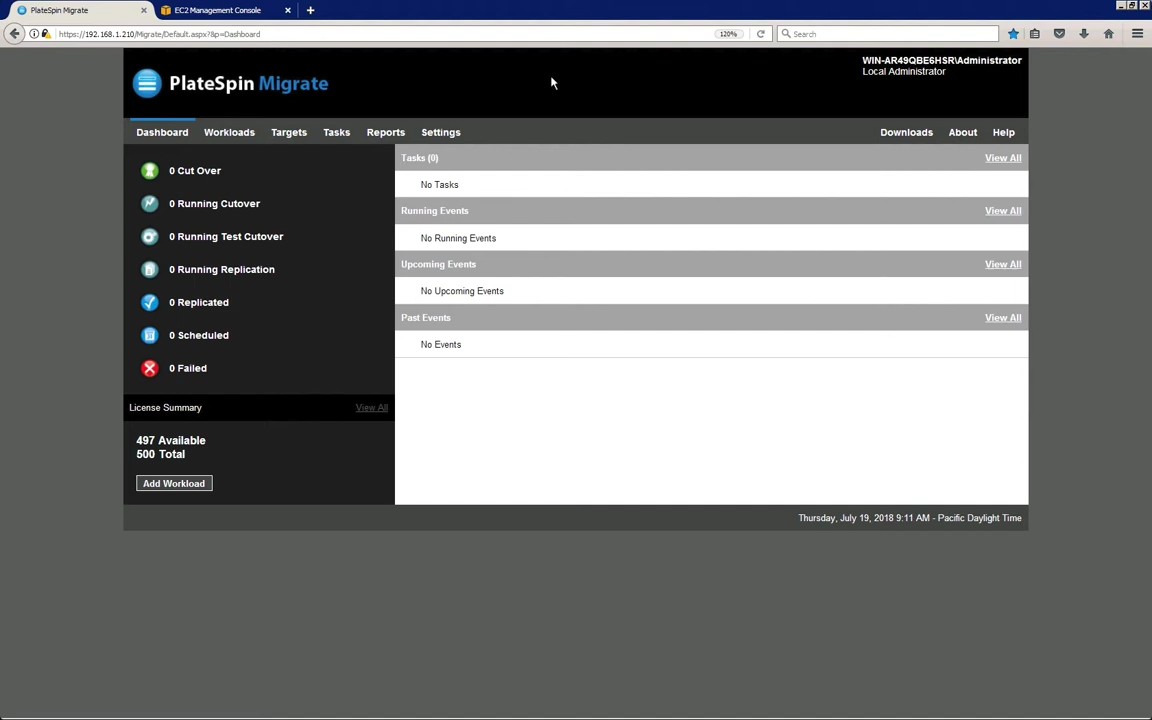 PlateSpin Migrate
EC2 Management Console
https://192.168.1.210/Migrate/Default.aspx?&p=Dashboard
120%
Search
PlateSpin Migrate
WIN-AR49QBE6HSR\Administrator
Local Administrator
Dashboard Workloads Targets Tasks Reports Settings Downloads About Help
0 Cut Over
0 Running Cutover
0 Running Test Cutover
0 Running Replication
0 Replicated
0 Scheduled
0 Failed
License Summary View All
497 Available
500 Total
Add Workload
Tasks (0) View All
No Tasks
Running Events View All
No Running Events
Upcoming Events View All
No Upcoming Events
Past Events View All
No Events
Thursday, July 19, 2018 9:11 AM - Pacific Daylight Time